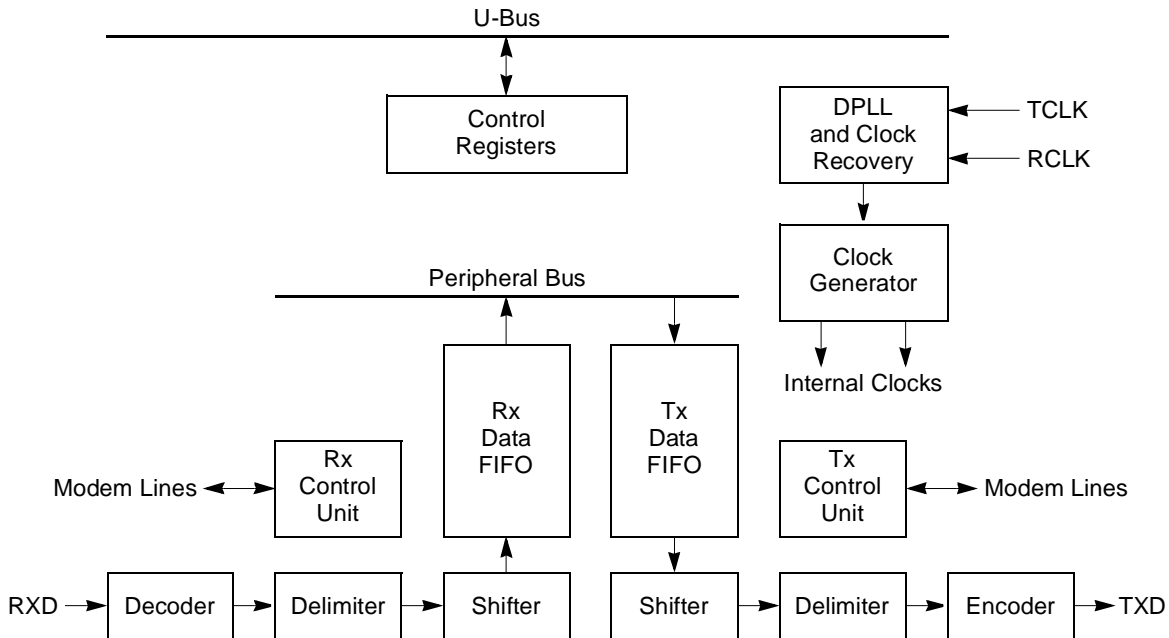 U-Bus
Control
Registers
DPLL
and Clock
Recovery
TCLK
RCLK
Clock
Generator
Internal Clocks
Peripheral Bus
Rx
Data
FIFO
Tx
Data
FIFO
Modem Lines
Rx
Control
Unit
Tx
Control
Unit
Modem Lines
RXD
Decoder
Delimiter
Shifter
Shifter
Delimiter
Encoder
TXD